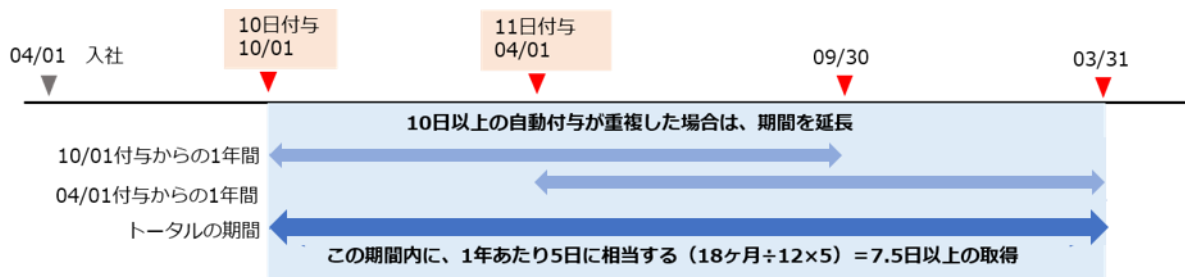 10日付与
10/01
11日付与
04/01
04/01 入社
09/30
03/31
10日以上の自動付与が重複した場合は、期間を延長
10/01付与からの1年間
04/01付与からの1年間
トータルの期間
この期間内に、1年あたり5日に相当する（18ヶ月÷12×5）＝7.5日以上の取得